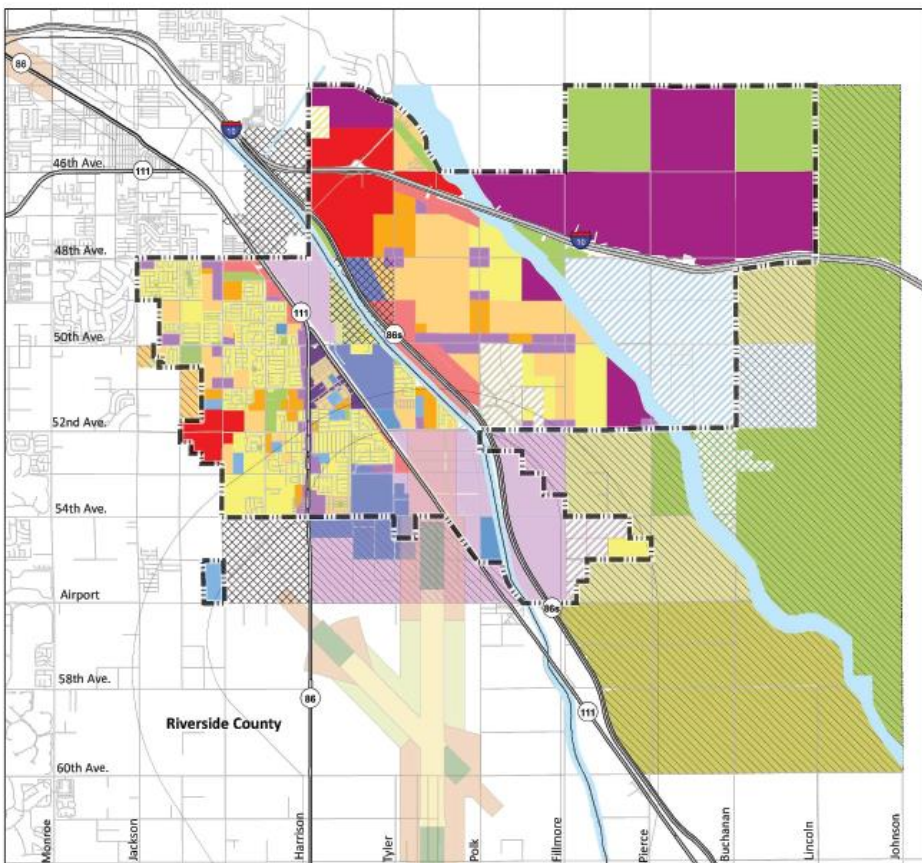 86
10
46th Ave.
111
10
48th Ave.
111
50th Ave.
86s
52nd Ave.
54th Ave.
Airport
86s
58th Ave.
86
111
Riverside County
60th Ave.
Monroe
Jackson
Harrison
Tyler
Polk
Fillmore
Pierce
Buchanan
Lincoln
Johnson